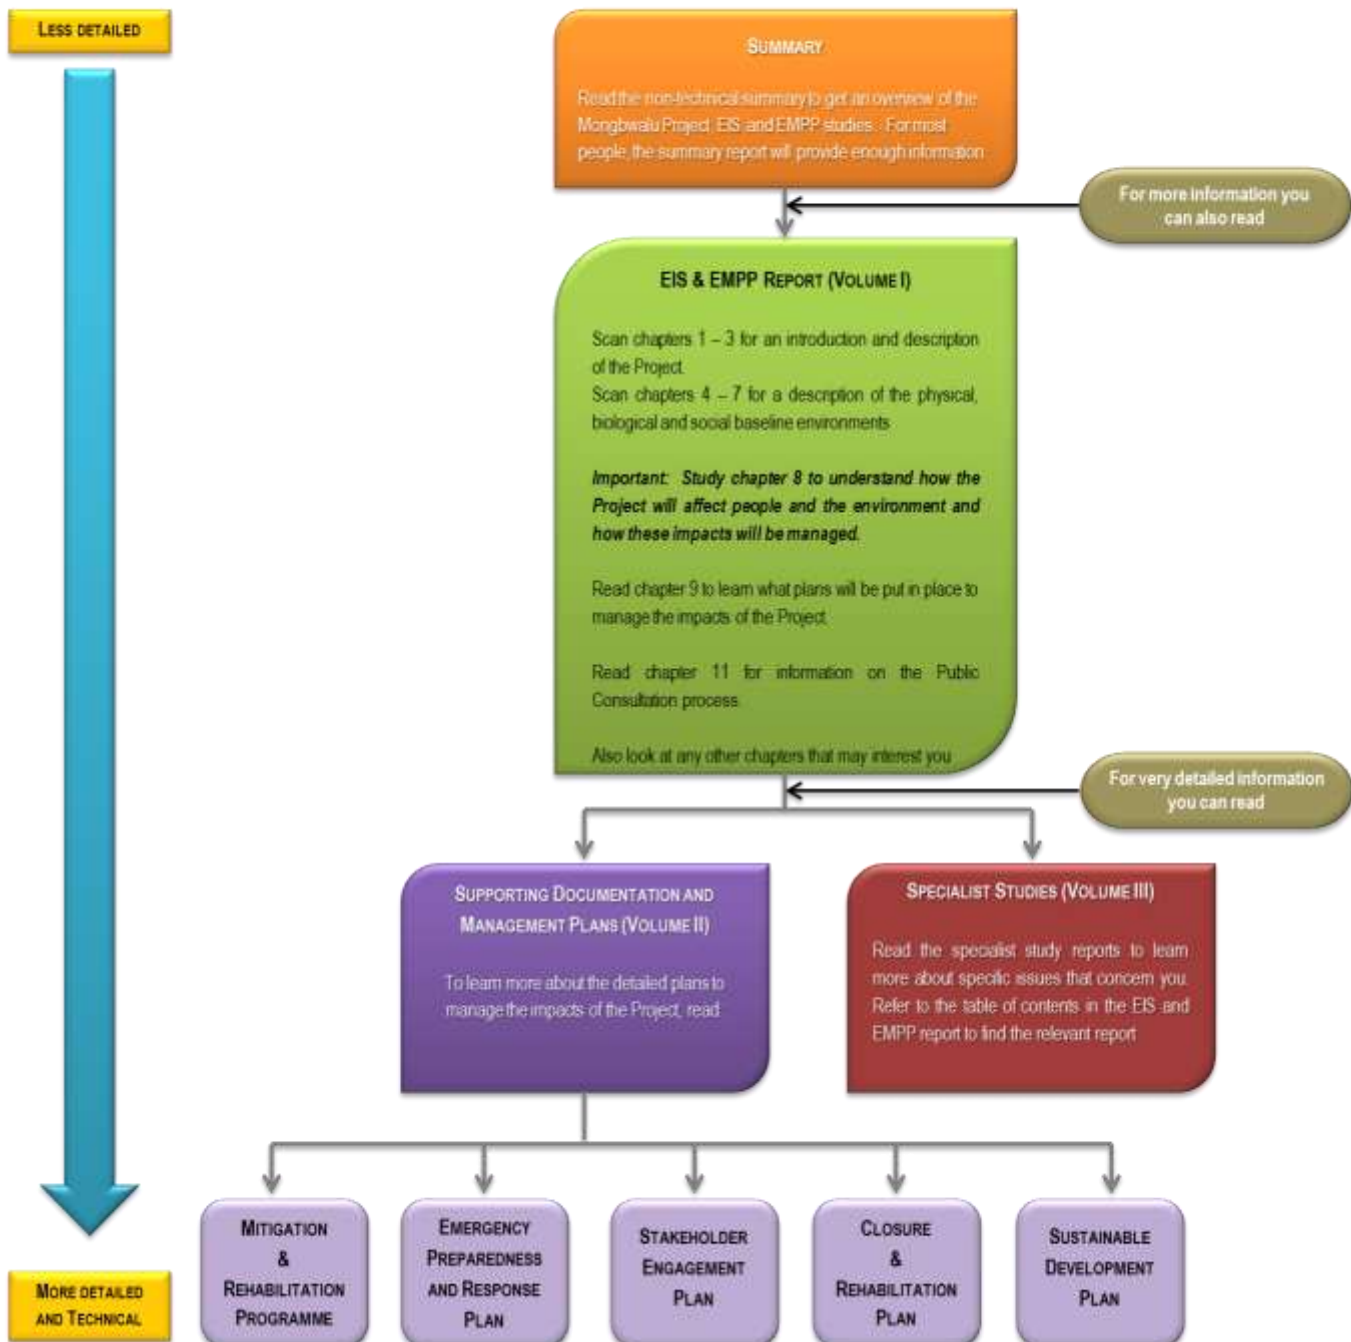 LESS DETAILED
SUMMARY
Read the non-technical summary to get an overview of the
Mongbwalu Project EIS and EMPP studies. For most
people, the summary report will provide enough information
For more information you
can also read
EIS & EMPP REPORT (VOLUME I)
Scan chapters 1 – 3 for an introduction and description
of the Project
Scan chapters 4 – 7 for a description of the physical,
biological and social baseline environments
Important: Study chapter 8 to understand how the
Project will affect people and the environment and
how these impacts will be managed.
Read chapter 9 to learn what plans will be put in place to
manage the impacts of the Project
Read chapter 11 for information on the Public
Consultation process
Also look at any other chapters that may interest you
For very detailed information
you can read
SUPPORTING DOCUMENTATION AND
MANAGEMENT PLANS (VOLUME II)
To learn more about the detailed plans to
manage the impacts of the Project, read
SPECIALIST STUDIES (VOLUME III)
Read the specialist study reports to learn
more about specific issues that concern you.
Refer to the table of contents in the EIS and
EMPP report to find the relevant report
MORE DETAILED
AND TECHNICAL
MITIGATION
&
REHABILITATION
PROGRAMME
EMERGENCY
PREPAREDNESS
AND RESPONSE
PLAN
STAKEHOLDER
ENGAGEMENT
PLAN
CLOSURE
&
REHABILITATION
PLAN
SUSTAINABLE
DEVELOPMENT
PLAN